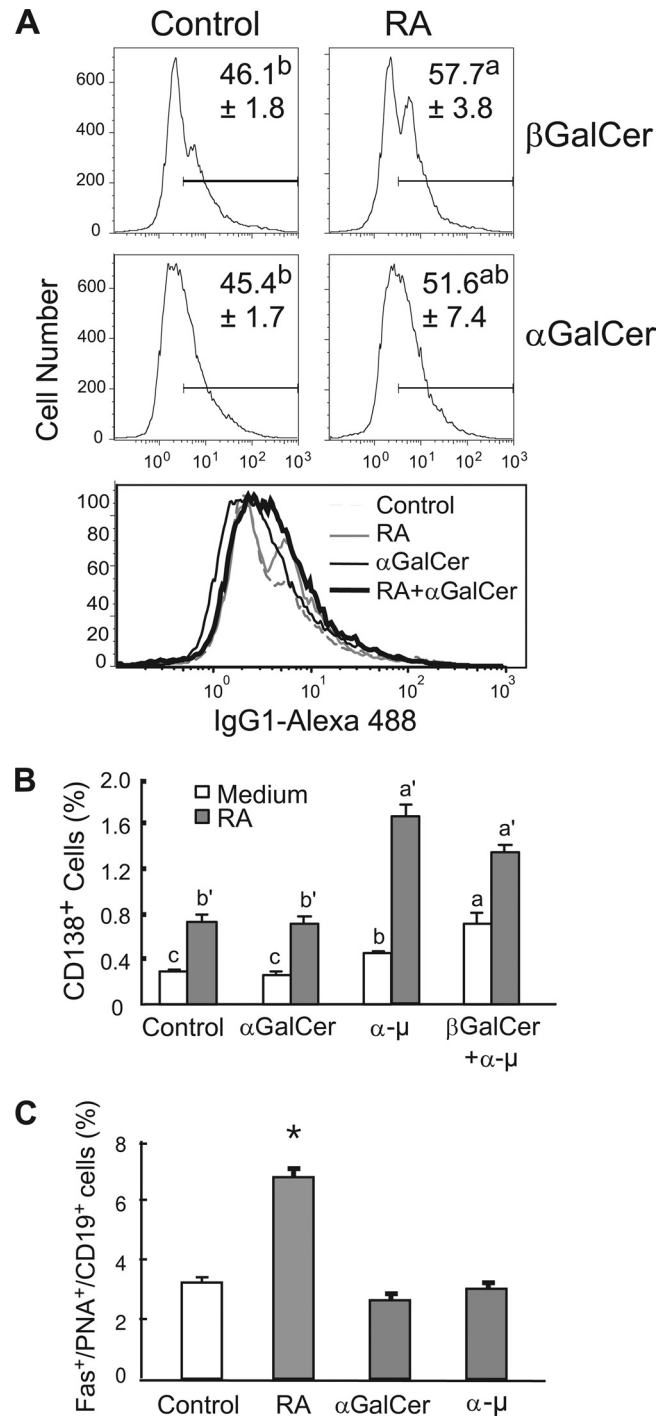 A
Control RA
600
400
200
0
46.1b
± 1.8
57.7a
± 3.8
βGalCer
600
400
200
0
45.4b
± 1.7
51.6ab
± 7.4
αGalCer
Cell Number
10⁰ 10¹ 10² 10³ 10⁰ 10¹ 10² 10³
100
80
60
40
20
0
Control
RA
αGalCer
RA+αGalCer
10⁰ 10¹ 10² 10³
IgG1-Alexa 488
B
CD138⁺ Cells (%)
2.0
1.6
1.2
0.8
0.4
0
Medium
RA
c b' c b' b a' a a'
Control αGalCer α-μ βGalCer
+α-μ
C
Fas⁺/PNA⁺/CD19⁺ cells (%)
8
6
4
2
0
*
Control RA αGalCer α-μ